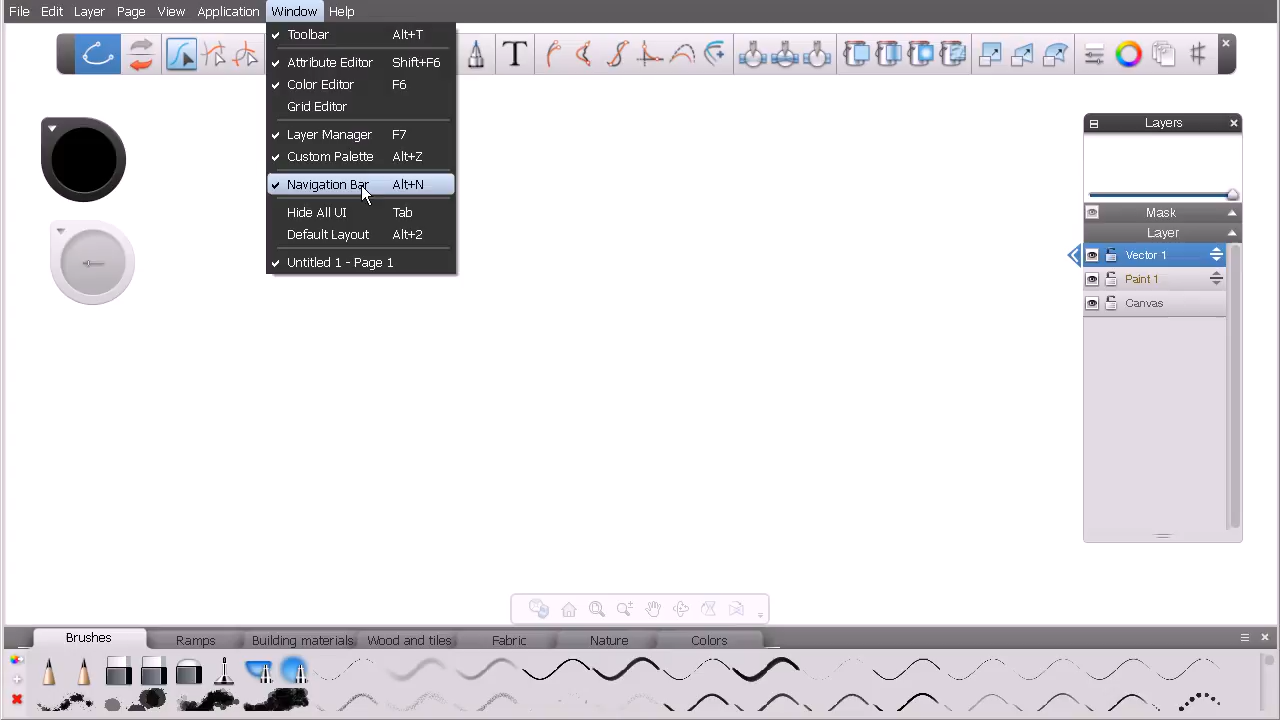 File Edit Layer Page View Application Window Help
Toolbar Alt+T
Attribute Editor Shift+F6
Color Editor F6
Grid Editor
Layer Manager F7
Custom Palette Alt+Z
Navigation Bar Alt+N
Hide All UI Tab
Default Layout Alt+2
Untitled 1 - Page 1
T
Layers
Mask
Layer
Vector 1
Paint 1
Canvas
Brushes Ramps Building materials Wood and tiles Fabric Nature Colors